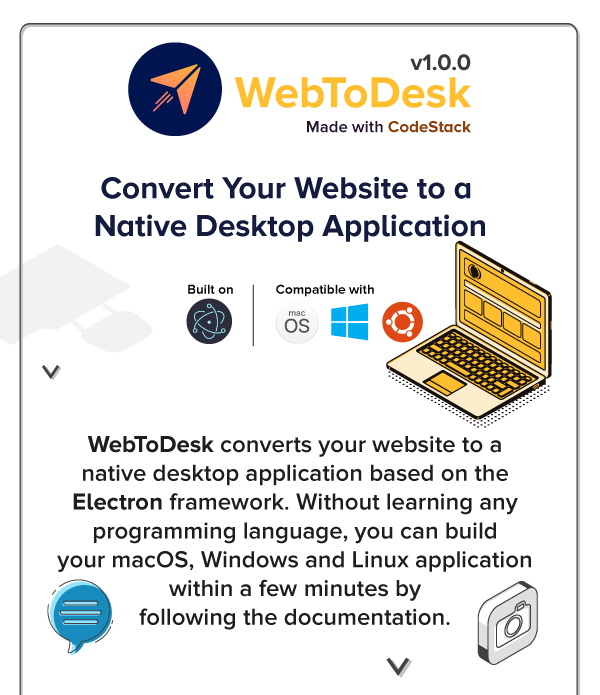 v1.0.0
WebToDesk
Made with CodeStack
Convert Your Website to a
Native Desktop Application
Built on
Compatible with
mac
OS
WebToDesk converts your website to a
native desktop application based on the
Electron framework. Without learning any
programming language, you can build
your macOS, Windows and Linux application
within a few minutes by
following the documentation.